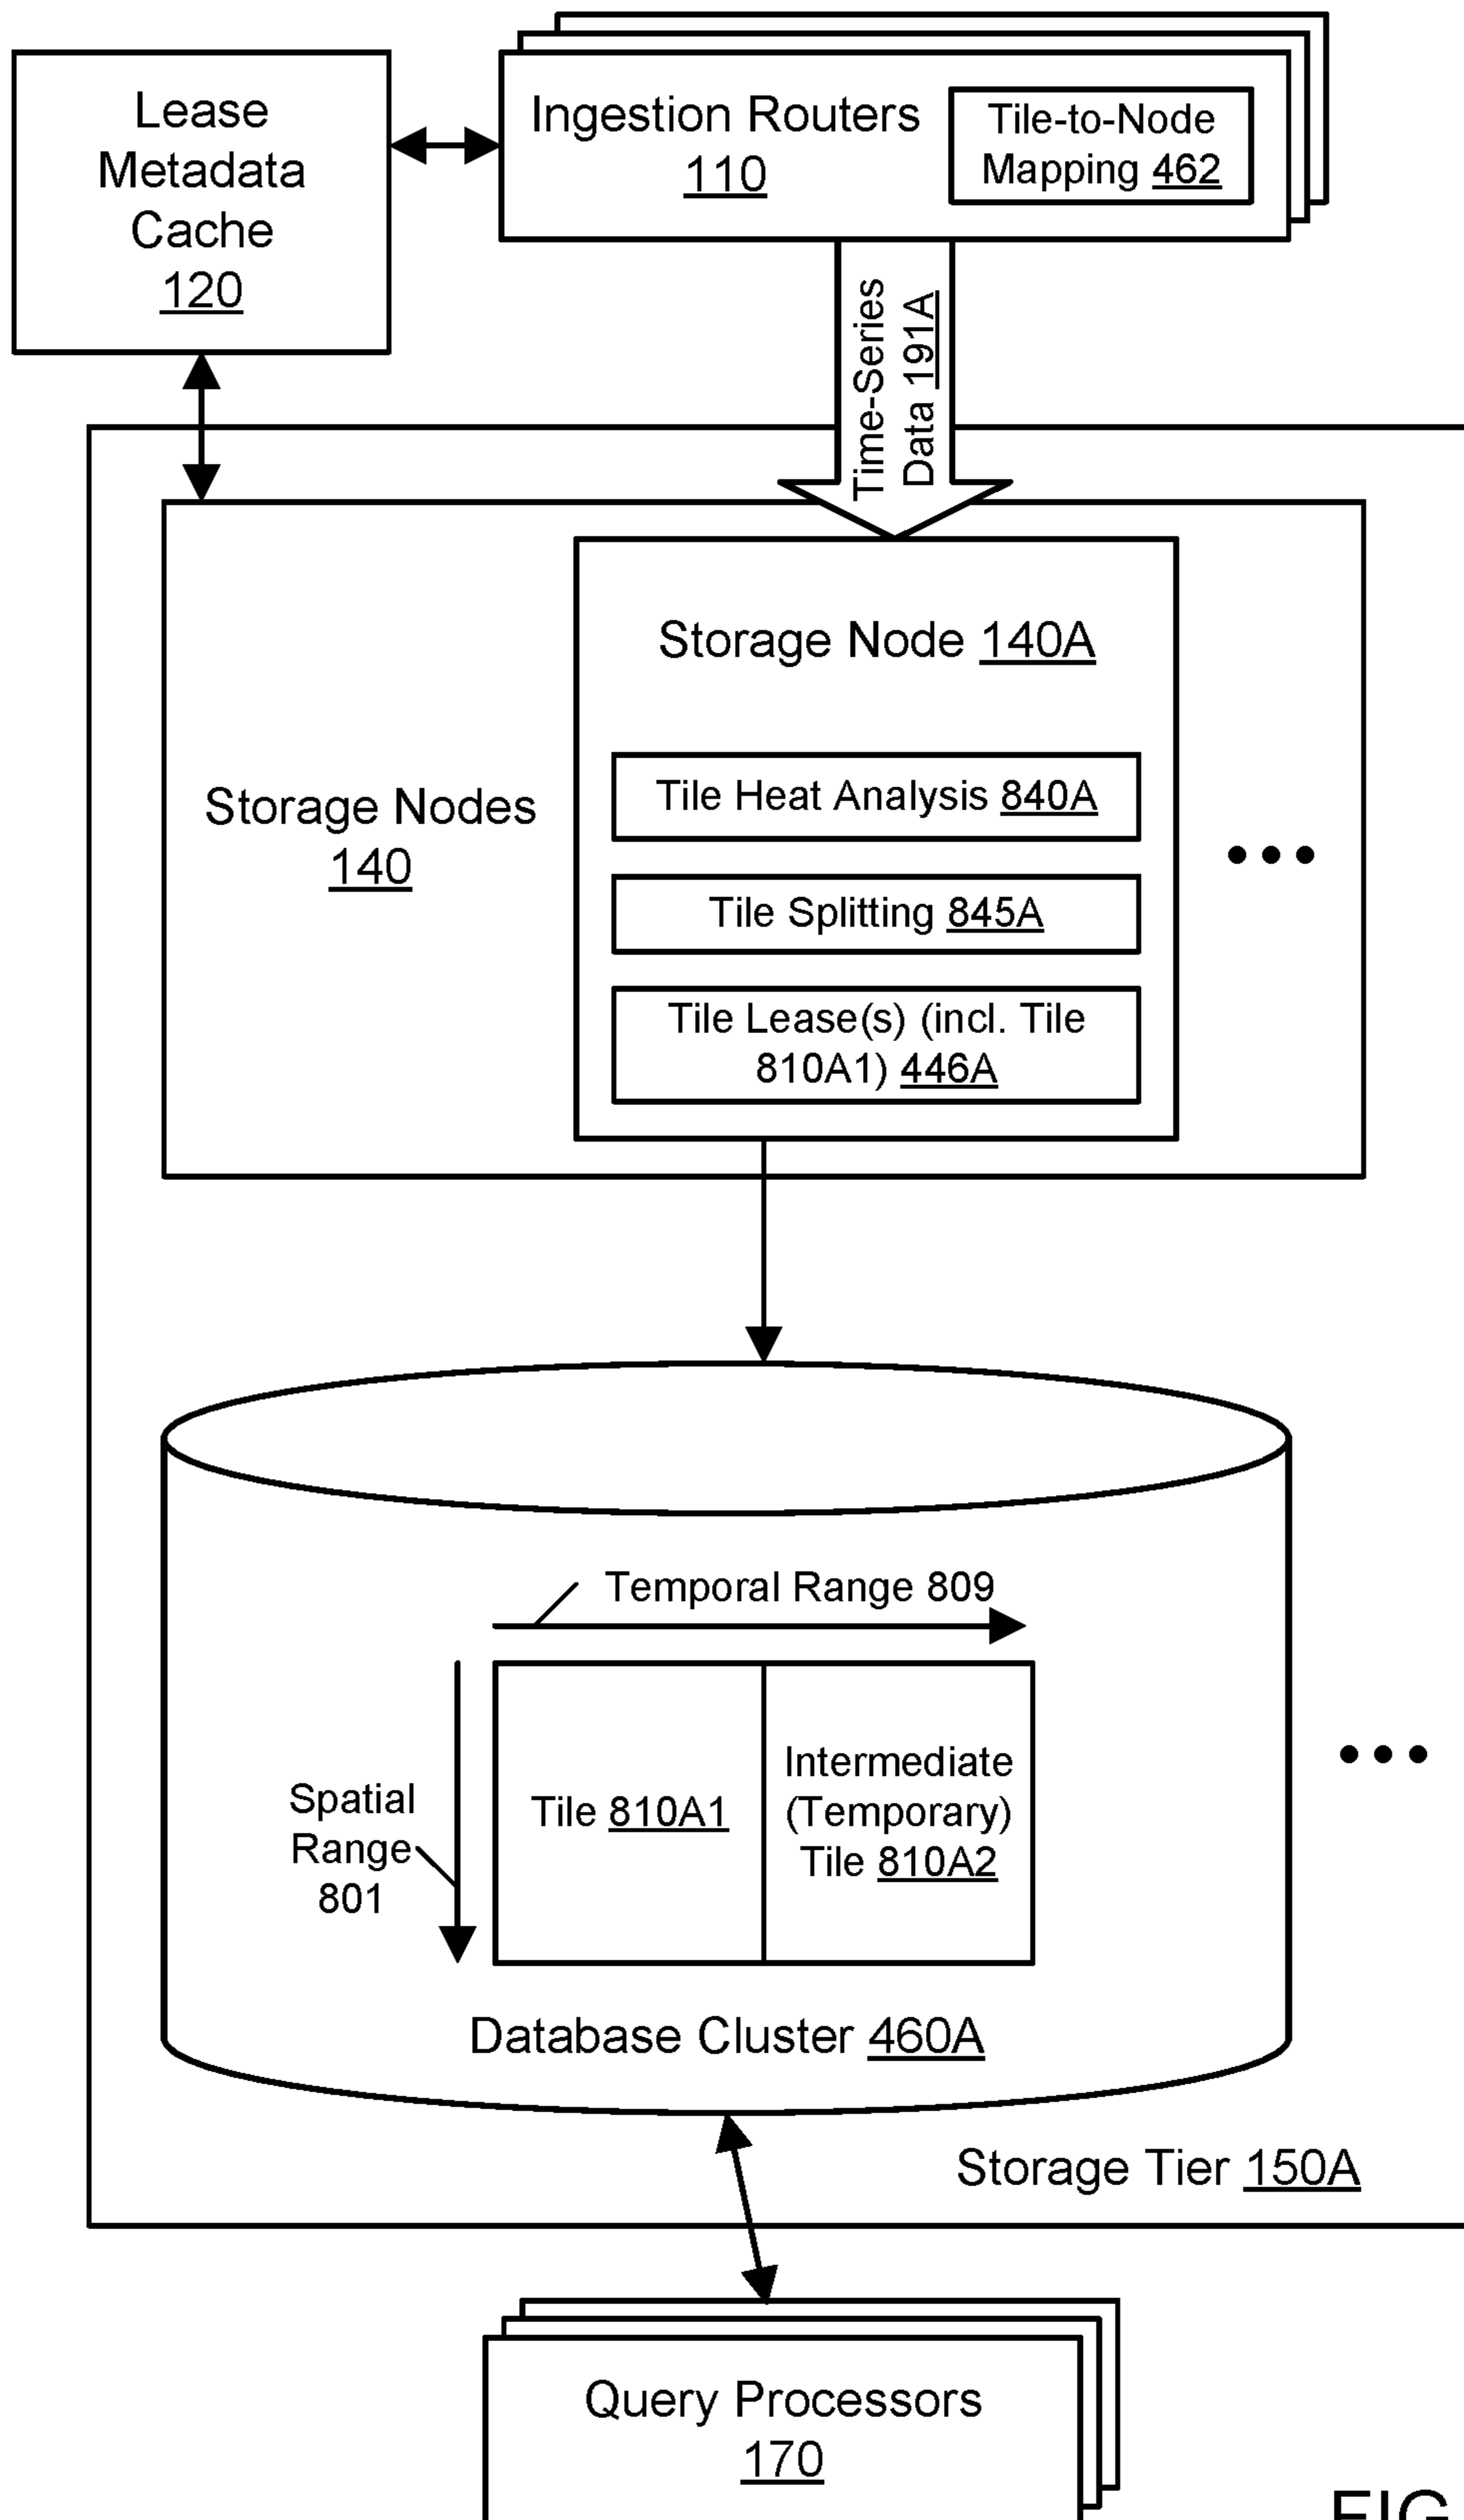 Lease
Metadata
Cache
120
Ingestion Routers
110
Tile-to-Node
Mapping 462
Time-Series
Data 191A
Storage Node 140A
Storage Nodes
140
Tile Heat Analysis 840A
Tile Splitting 845A
Tile Lease(s) (incl. Tile
810A1) 446A
Temporal Range 809
Spatial
Range
801
Tile 810A1
Intermediate
(Temporary)
Tile 810A2
Database Cluster 460A
Storage Tier 150A
Query Processors
170
FIG